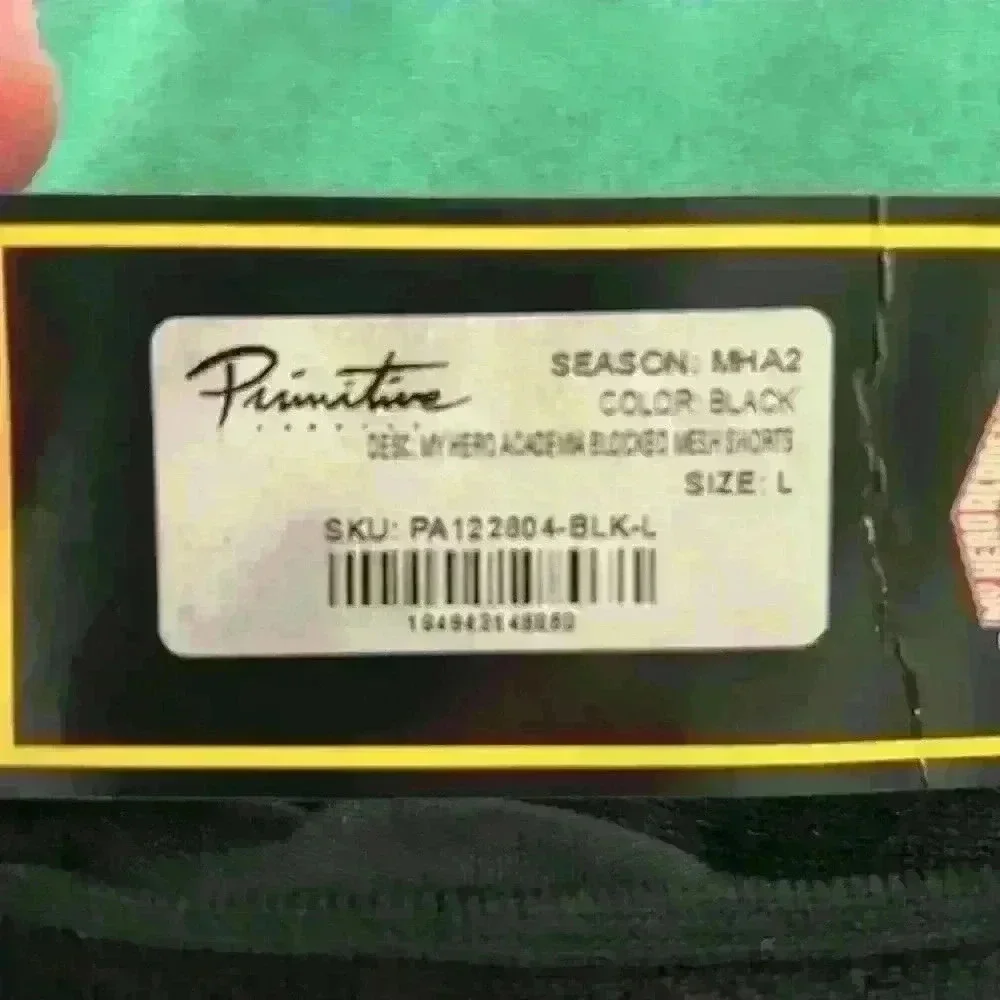 Primitive
SEASON: MHA2
COLOR: BLACK
DESC: MY HERO ACADEMIA BLOCKED MESH SHORTS
SIZE: L
SKU: PA122804-BLK-L